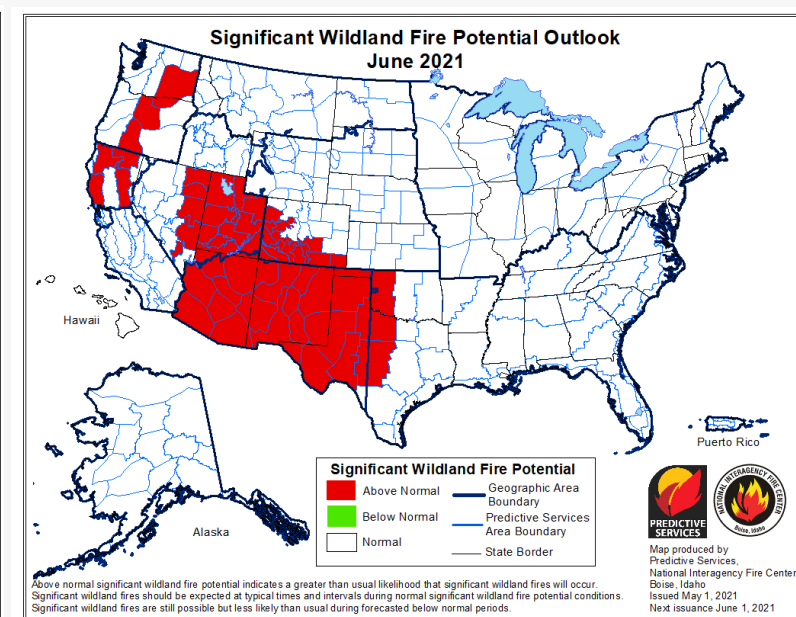 Significant Wildland Fire Potential Outlook
June 2021
Hawaii
Puerto Rico
Alaska
Significant Wildland Fire Potential
Above Normal
Below Normal
Normal
Geographic Area
Boundary
Predictive Services
Area Boundary
State Border
PREDICTIVE
SERVICES
NATIONAL INTERAGENCY FIRE CENTER
Boise, Idaho
Map produced by
Predictive Services,
National Interagency Fire Center
Boise, Idaho
Issued May 1, 2021
Next issuance June 1, 2021
Above normal significant wildland fire potential indicates a greater than usual likelihood that significant wildland fires will occur.
Significant wildland fires should be expected at typical times and intervals during normal significant wildland fire potential conditions.
Significant wildland fires are still possible but less likely than usual during forecasted below normal periods.